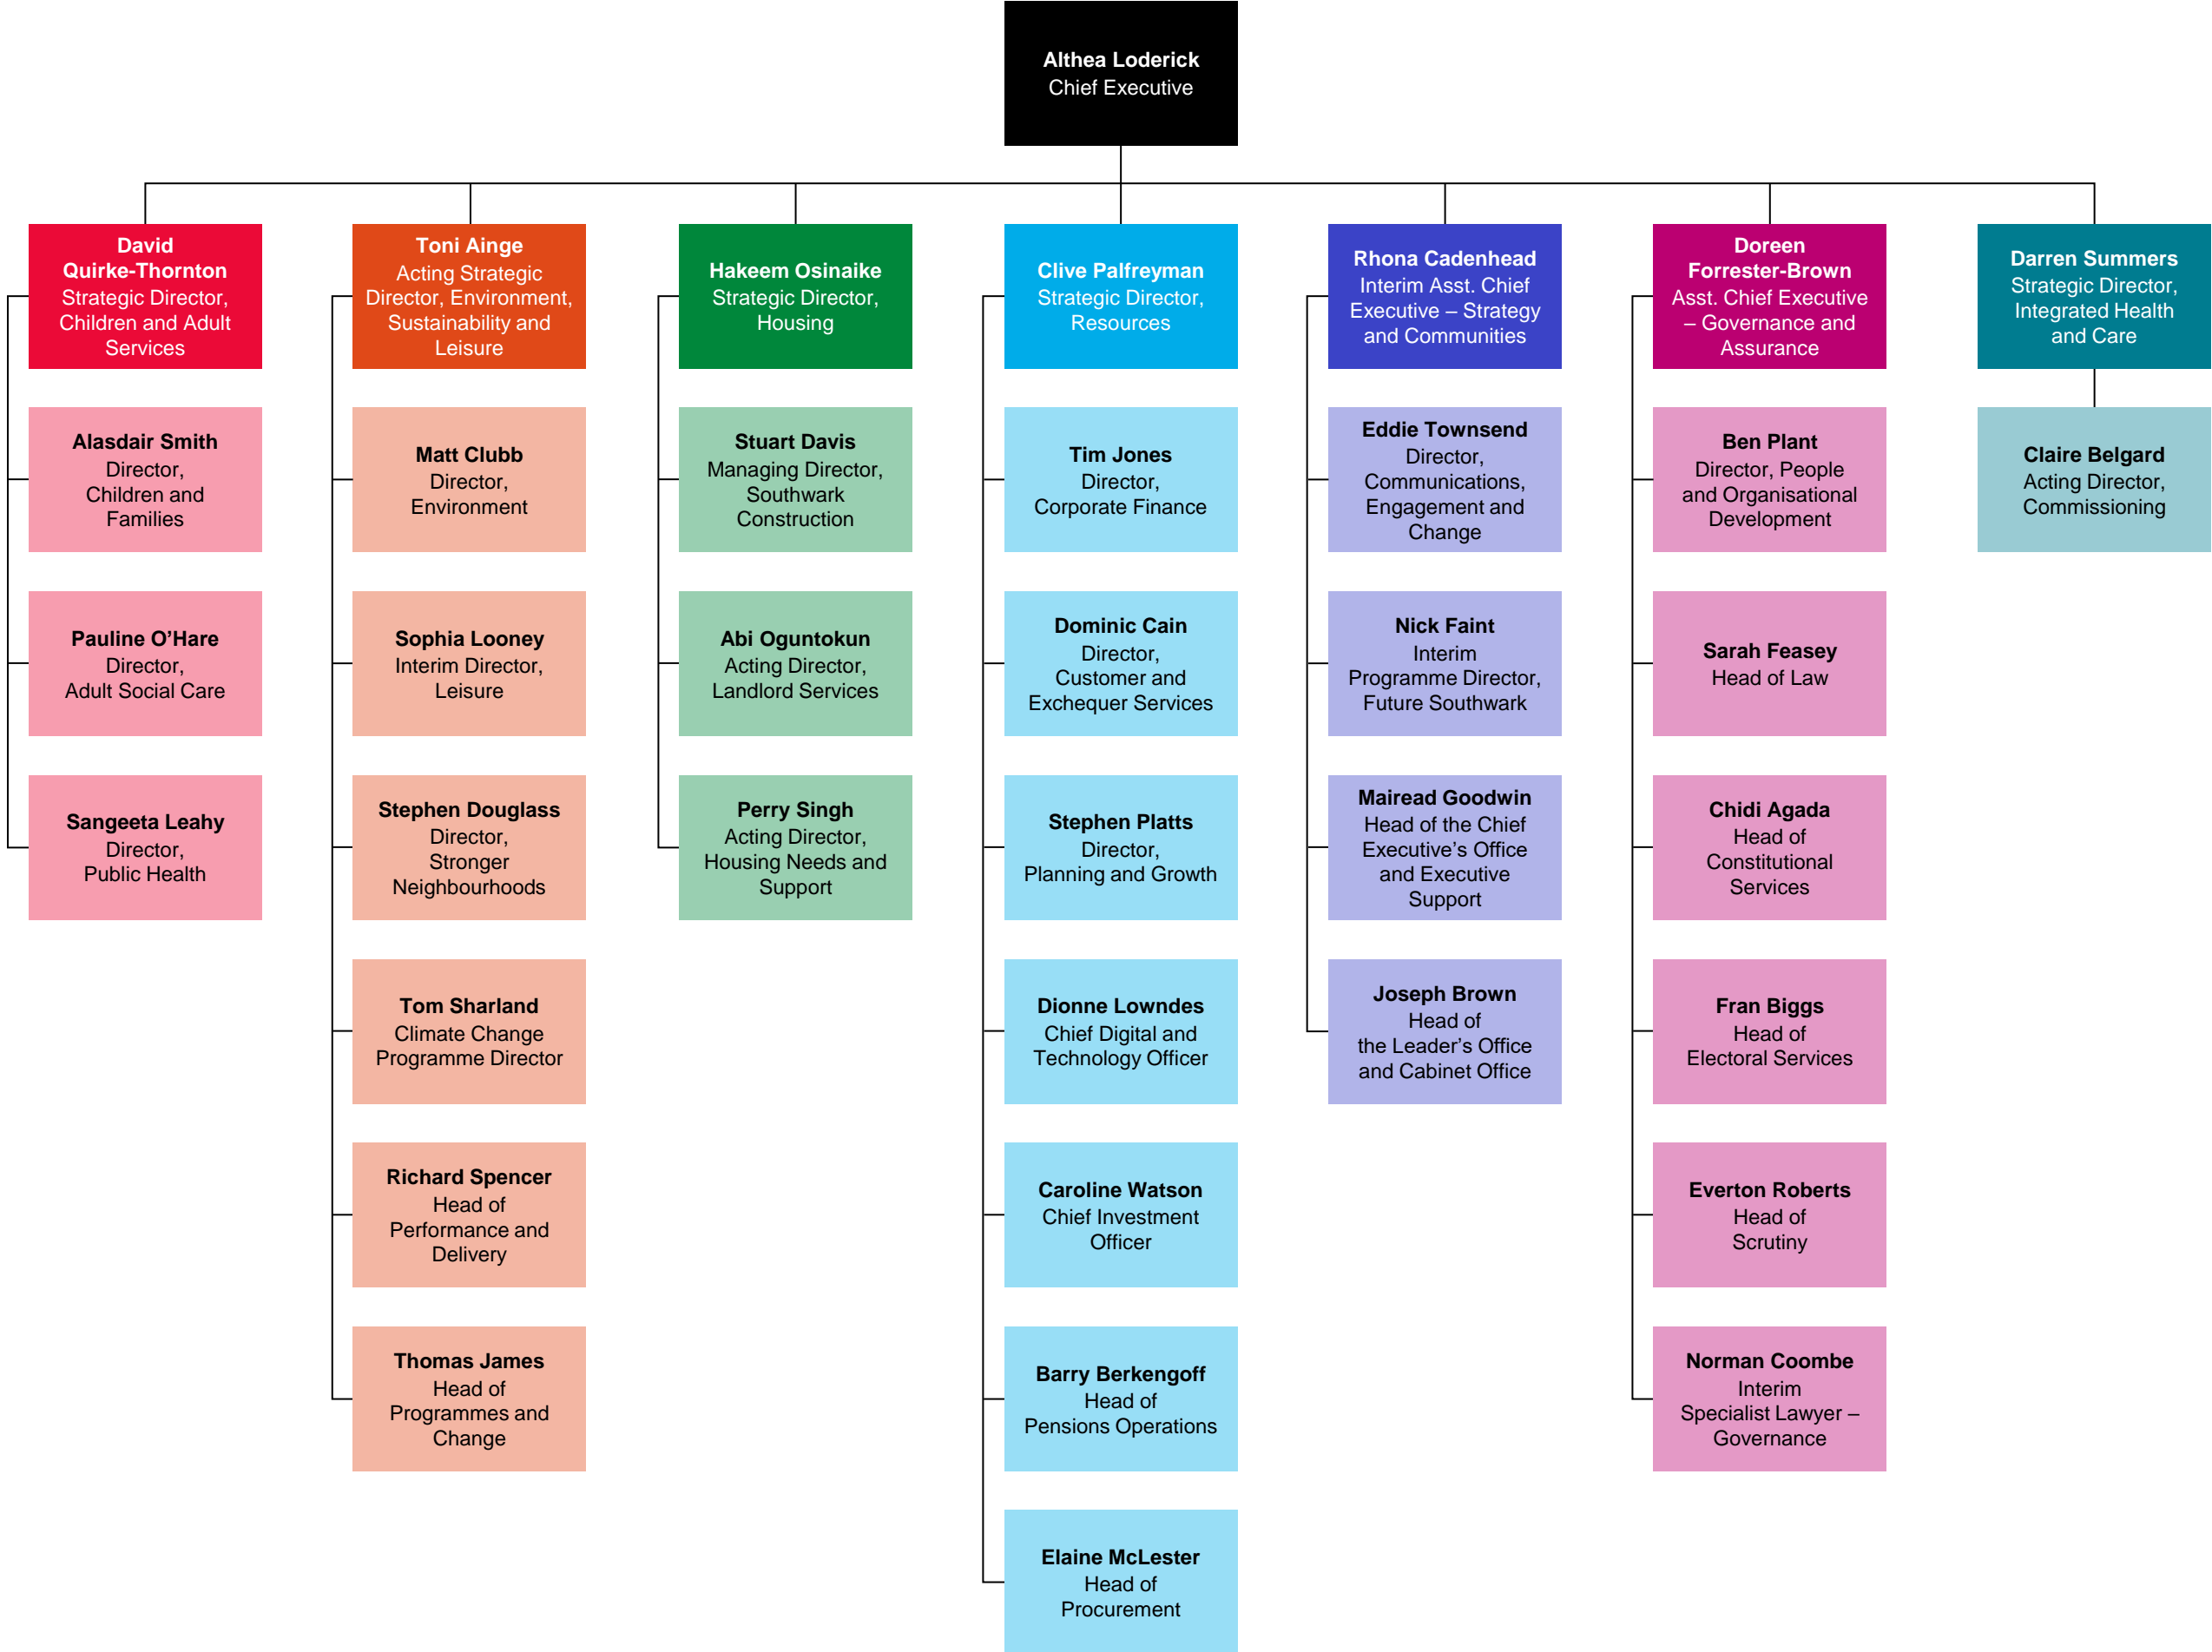 Althea Loderick
Chief Executive
David
Quirke-Thornton
Strategic Director,
Children and Adult
Services
Toni Ainge
Acting Strategic
Director, Environment,
Sustainability and
Leisure
Hakeem Osinaike
Strategic Director,
Housing
Clive Palfreyman
Strategic Director,
Resources
Rhona Cadenhead
Interim Asst. Chief
Executive – Strategy
and Communities
Doreen
Forrester-Brown
Asst. Chief Executive
– Governance and
Assurance
Darren Summers
Strategic Director,
Integrated Health
and Care
Alasdair Smith
Director,
Children and
Families
Matt Clubb
Director,
Environment
Stuart Davis
Managing Director,
Southwark
Construction
Tim Jones
Director,
Corporate Finance
Eddie Townsend
Director,
Communications,
Engagement and
Change
Ben Plant
Director, People
and Organisational
Development
Claire Belgard
Acting Director,
Commissioning
Pauline O’Hare
Director,
Adult Social Care
Sophia Looney
Interim Director,
Leisure
Abi Oguntokun
Acting Director,
Landlord Services
Dominic Cain
Director,
Customer and
Exchequer Services
Nick Faint
Interim
Programme Director,
Future Southwark
Sarah Feasey
Head of Law
Sangeeta Leahy
Director,
Public Health
Stephen Douglass
Director,
Stronger
Neighbourhoods
Perry Singh
Acting Director,
Housing Needs and
Support
Stephen Platts
Director,
Planning and Growth
Mairead Goodwin
Head of the Chief
Executive’s Office
and Executive
Support
Chidi Agada
Head of
Constitutional
Services
Tom Sharland
Climate Change
Programme Director
Dionne Lowndes
Chief Digital and
Technology Officer
Joseph Brown
Head of
the Leader’s Office
and Cabinet Office
Fran Biggs
Head of
Electoral Services
Richard Spencer
Head of
Performance and
Delivery
Caroline Watson
Chief Investment
Officer
Everton Roberts
Head of
Scrutiny
Thomas James
Head of
Programmes and
Change
Barry Berkengoff
Head of
Pensions Operations
Norman Coombe
Interim
Specialist Lawyer –
Governance
Elaine McLester
Head of
Procurement